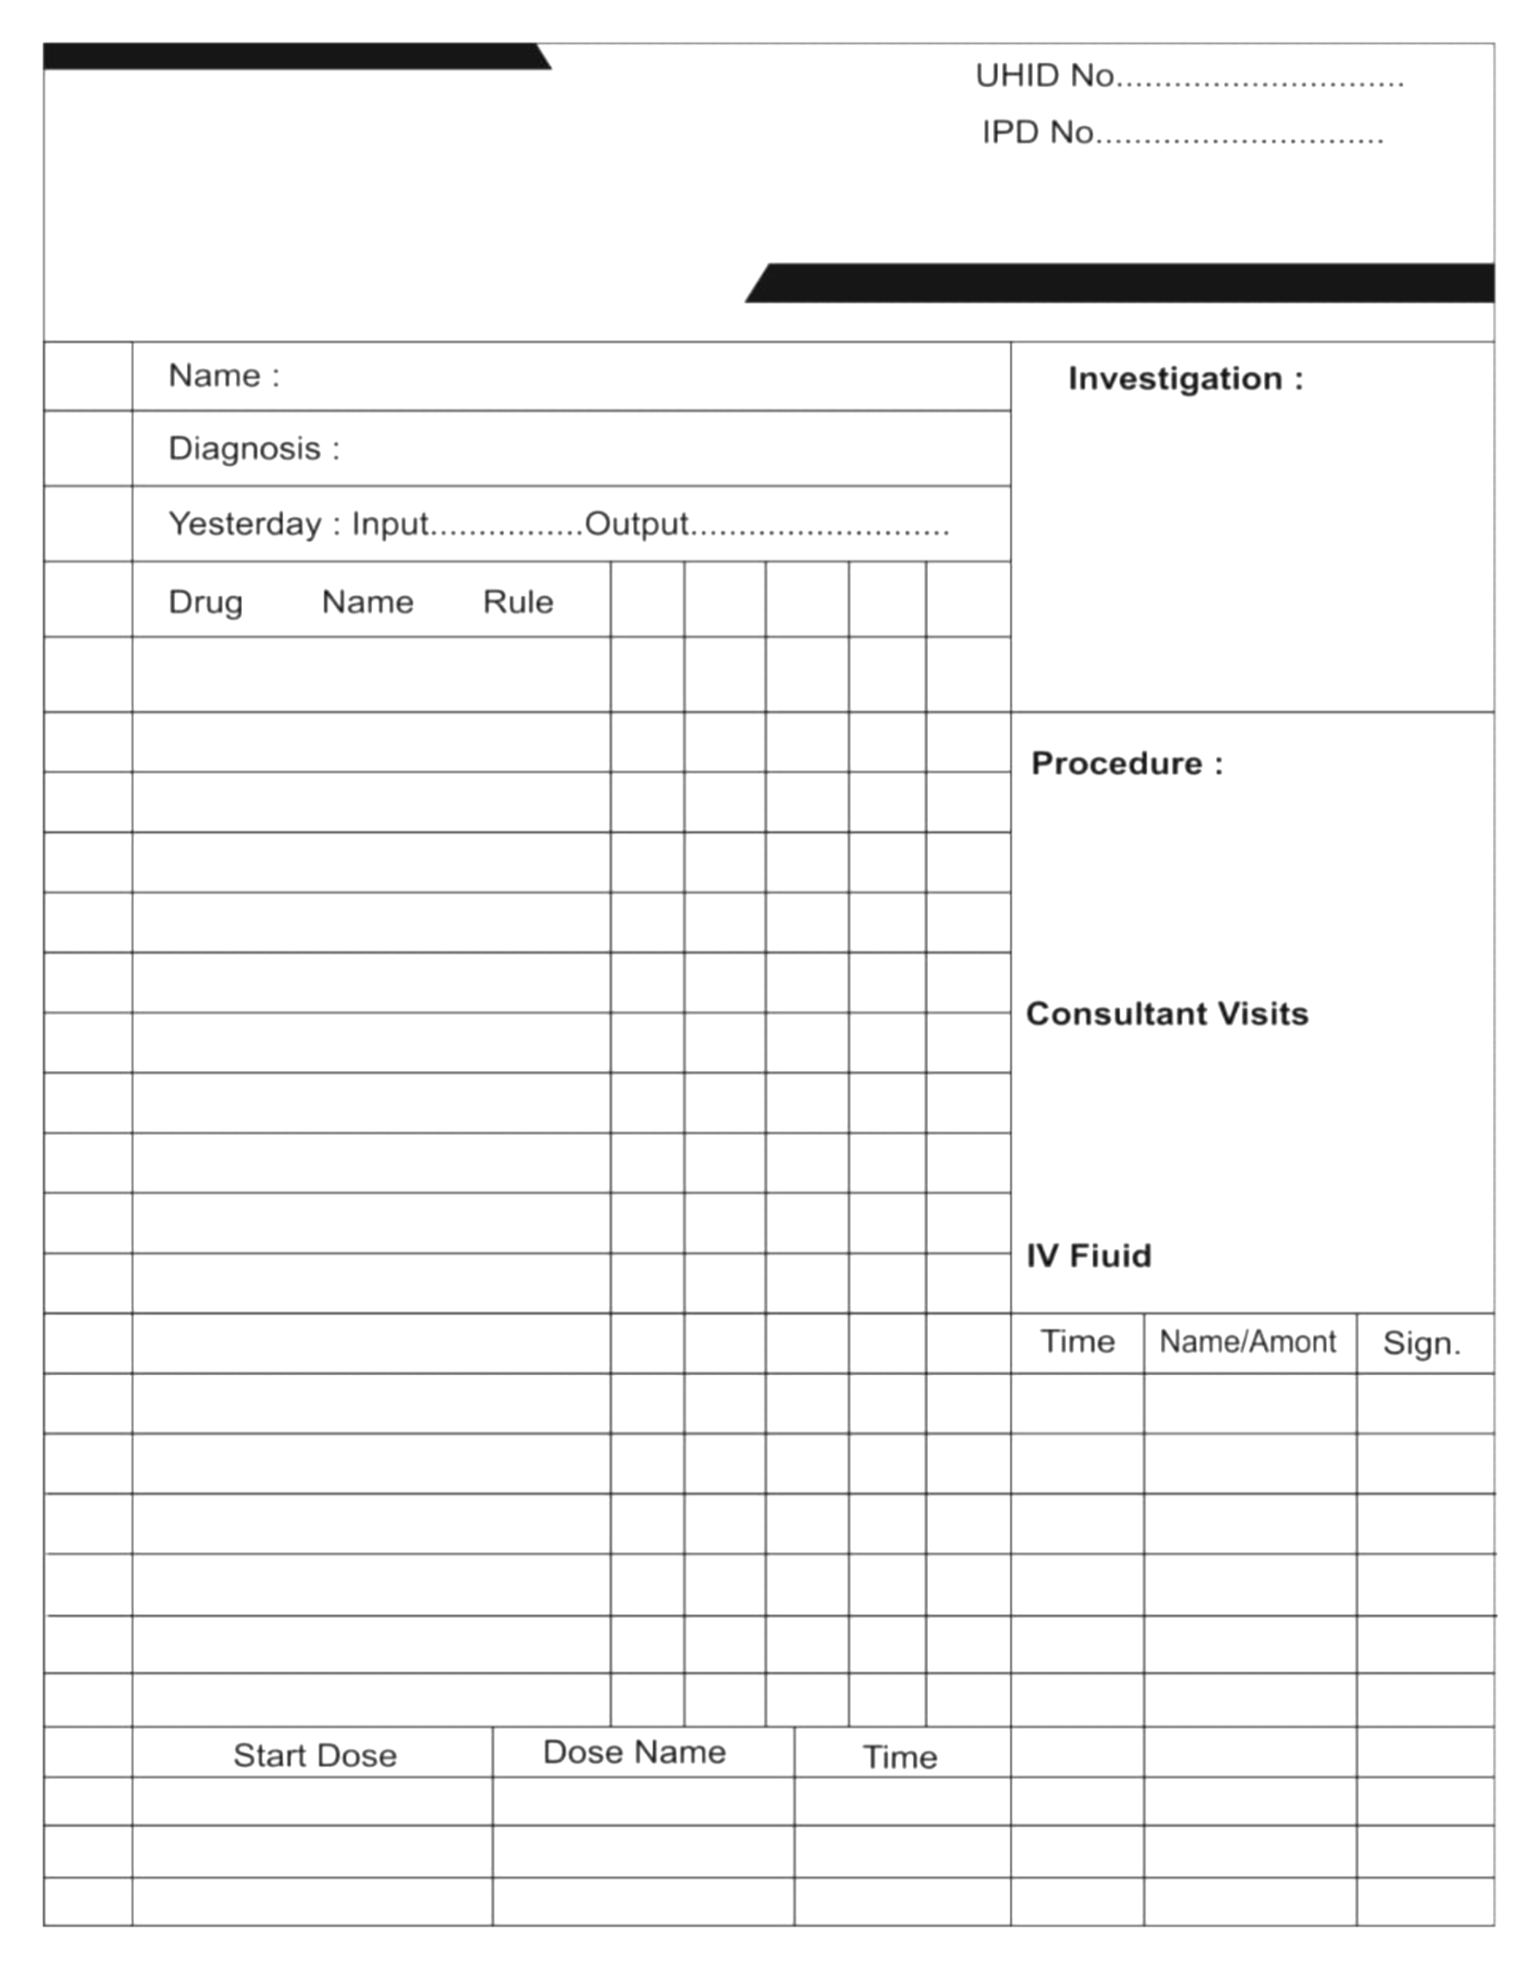 UHID No.............................
IPD No.............................
Name :
Investigation :
Diagnosis :
Yesterday : Input................Output..........................
Drug Name Rule
Procedure :
Consultant Visits
IV Fiuid
Time Name/Amont Sign.
Start Dose Dose Name Time